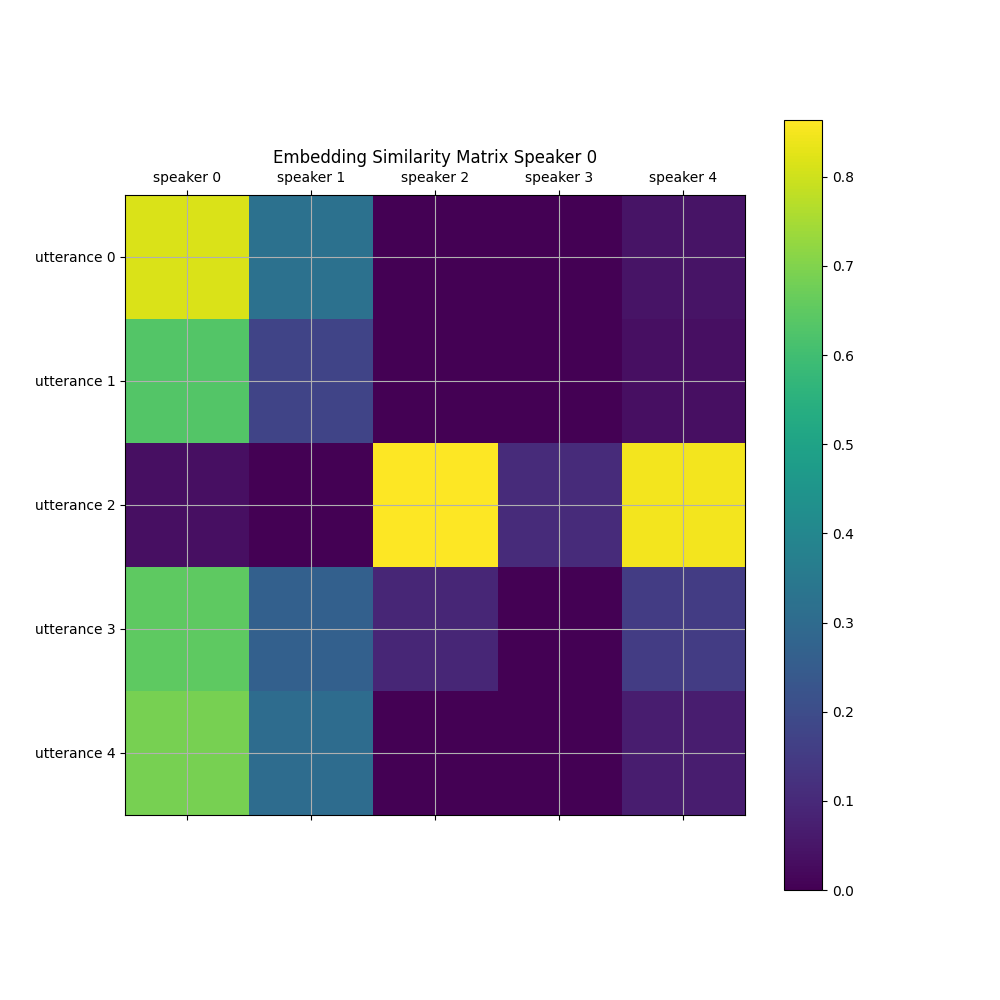 Embedding Similarity Matrix Speaker 0
speaker 0 speaker 1 speaker 2 speaker 3 speaker 4
utterance 0
utterance 1
utterance 2
utterance 3
utterance 4
0.8
0.7
0.6
0.5
0.4
0.3
0.2
0.1
0.0